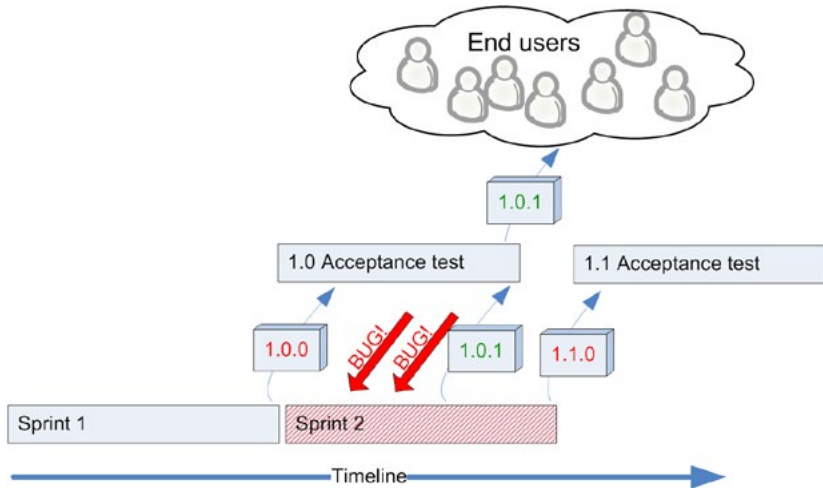 End users
1.0.1
1.0 Acceptance test
1.1 Acceptance test
1.0.0
BUG!
BUG!
1.0.1
1.1.0
Sprint 1
Sprint 2
Timeline